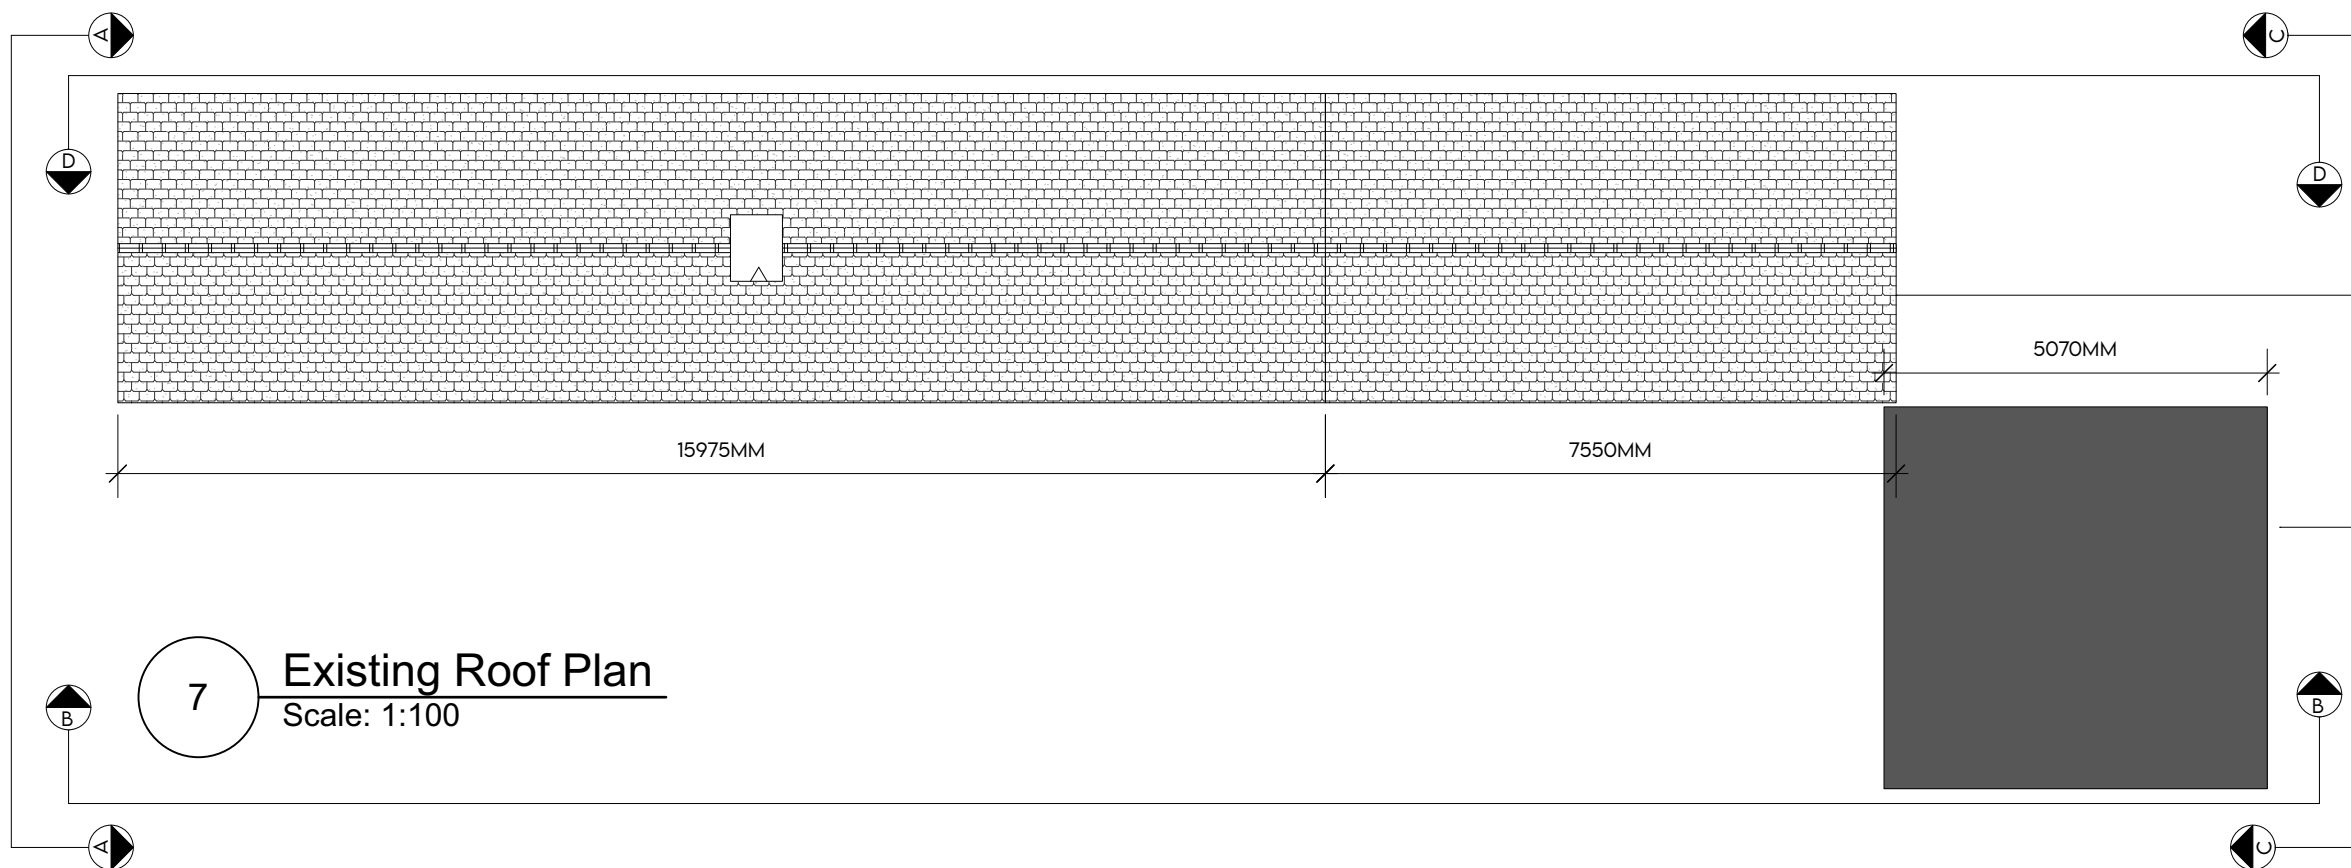 A
C
D
D
5070MM
15975MM
7550MM
7
Existing Roof Plan
Scale: 1:100
B
B
A
C